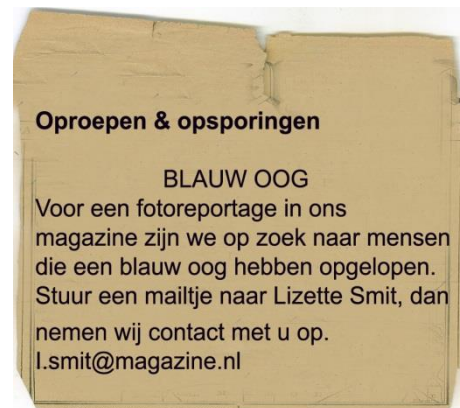 Oproepen & opsporingen
BLAUW OOG
Voor een fotoreportage in ons
magazine zijn we op zoek naar mensen
die een blauw oog hebben opgelopen.
Stuur een mailtje naar Lizette Smit, dan
nemen wij contact met u op.
l.smit@magazine.nl